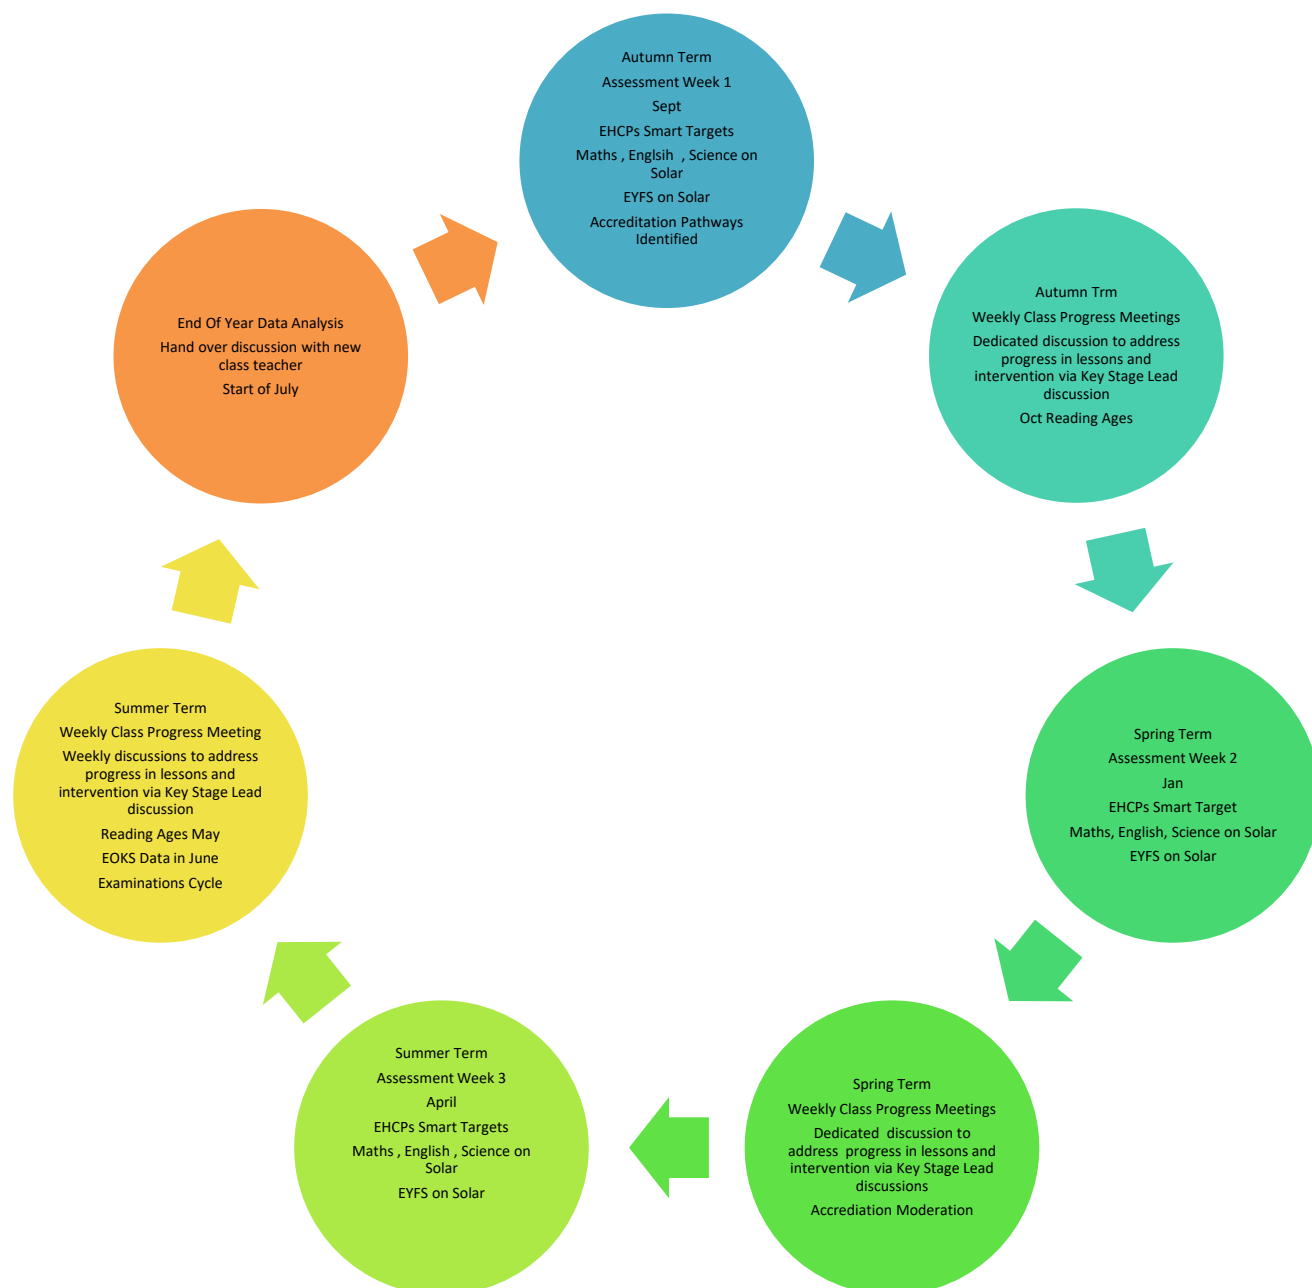 Autumn Term
Assessment Week 1
Sept
EHCPs Smart Targets
Maths , Englsih  , Science on
Solar
EYFS on Solar
Accreditation Pathways
Identified
Autumn Trm
Weekly Class Progress Meetings
Dedicated discussion to address
progress in lessons and
intervention via Key Stage Lead
discussion
Oct Reading Ages
Spring Term
Assessment Week 2
Jan
EHCPs Smart Target
Maths, English, Science on Solar
EYFS on Solar
Spring Term
Weekly Class Progress Meetings
Dedicated  discussion to
address  progress in lessons and
intervention via Key Stage Lead
discussions
Accrediation Moderation
Summer Term
Assessment Week 3
April
EHCPs Smart Targets
Maths , English , Science on
Solar
EYFS on Solar
Summer Term
Weekly Class Progress Meeting
Weekly discussions to address
progress in lessons and
intervention via Key Stage Lead
discussion
Reading Ages May
EOKS Data in June
Examinations Cycle
End Of Year Data Analysis
Hand over discussion with new
class teacher
Start of July